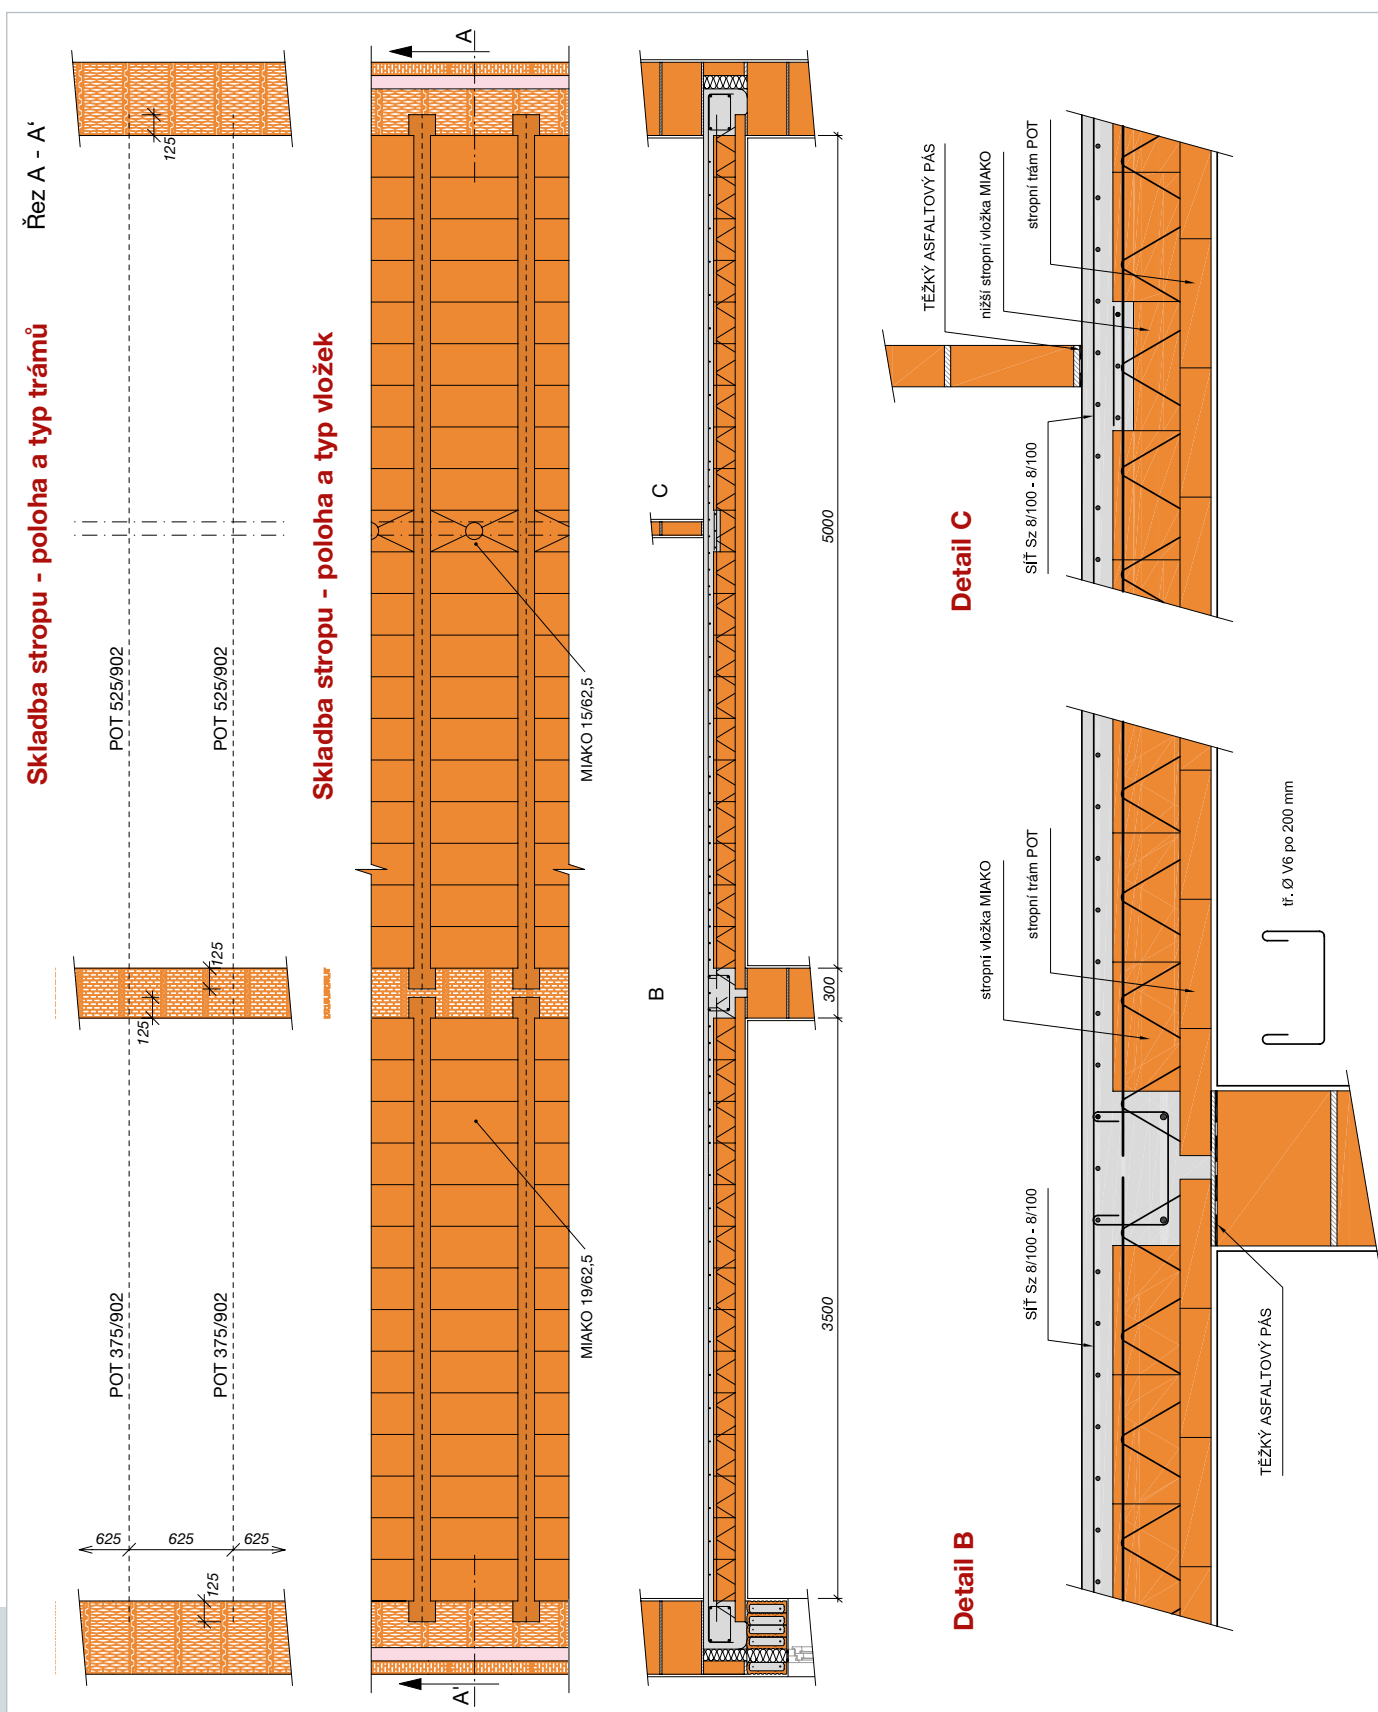 Skladba stropu - poloha a typ trámů
Řez A - A'
POT 375/902
POT 525/902
POT 375/902
POT 525/902
625
625
625
125
125
125
125
Skladba stropu - poloha a typ vložek
A'
A
MIAKO 19/62,5
MIAKO 15/62,5
B
C
3500
300
5000
Detail B
SÍŤ Sz 8/100 - 8/100
stropní vložka MIAKO
stropní trám POT
TĚŽKÝ ASFALTOVÝ PÁS
tř. Ø V6 po 200 mm
Detail C
SÍŤ Sz 8/100 - 8/100
TĚŽKÝ ASFALTOVÝ PÁS
nižší stropní vložka MIAKO
stropní trám POT